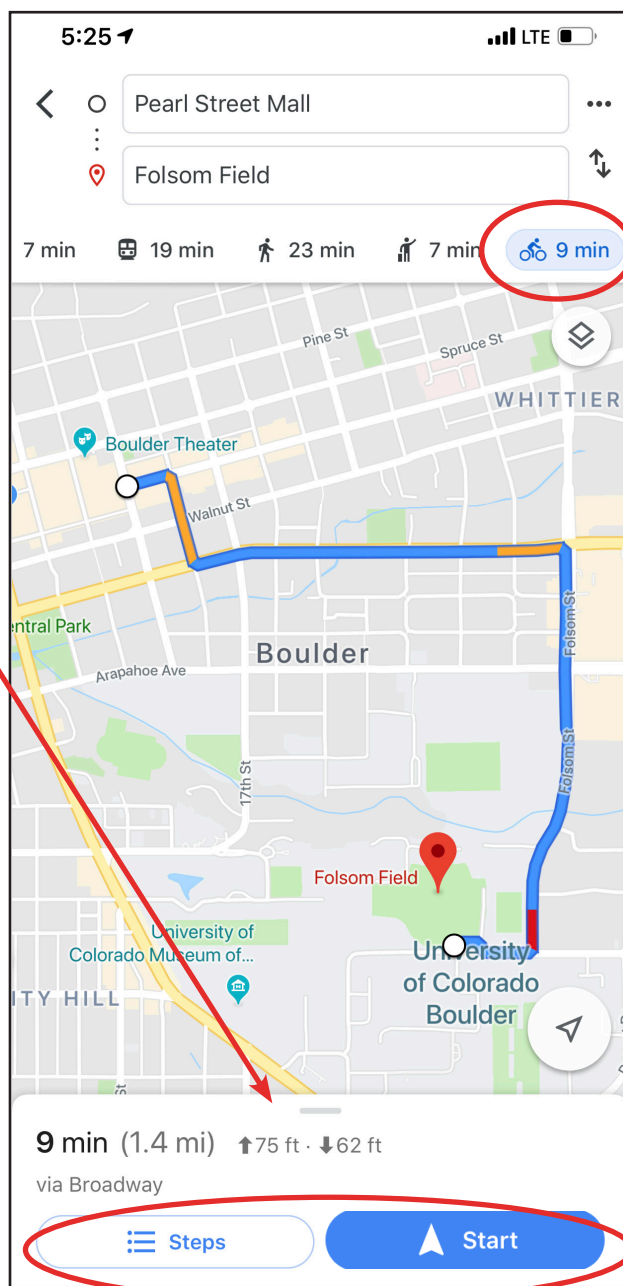 5:25
LTE
Pearl Street Mall
Folsom Field
7 min
19 min
23 min
7 min
9 min
Pine St
Spruce St
WHITTIER
Boulder Theater
Walnut St
entral Park
Boulder
Folsom St
Arapahoe Ave
17th St
Folsom St
Folsom Field
University of
Colorado Museum of...
University
of Colorado
Boulder
ITY HILL
St
9 min (1.4 mi) 75 ft · 62 ft
via Broadway
Steps
Start